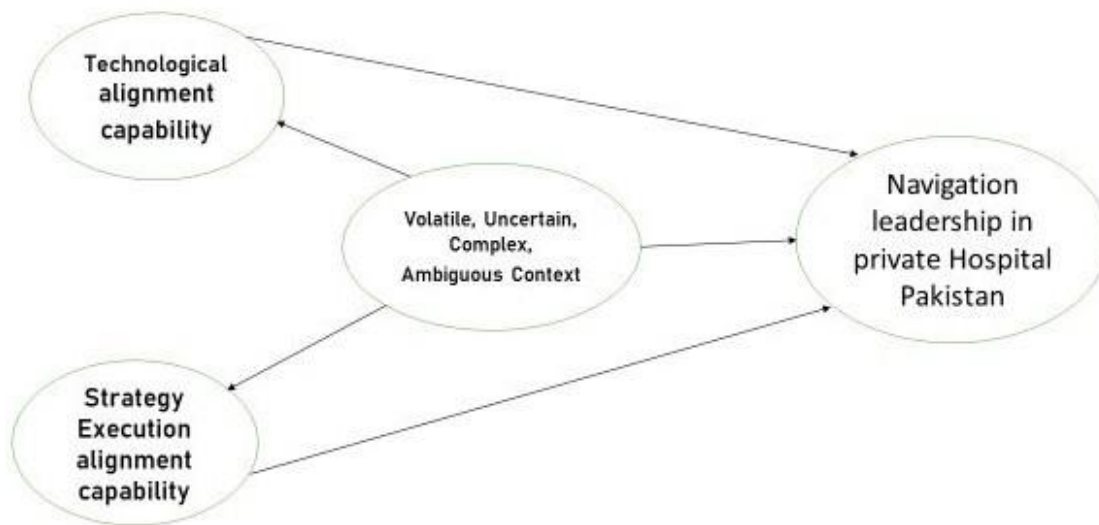 Technological
alignment
capability
Volatile, Uncertain,
Complex,
Ambiguous Context
Strategy
Execution
alignment
capability
Navigation
leadership in
private Hospital
Pakistan